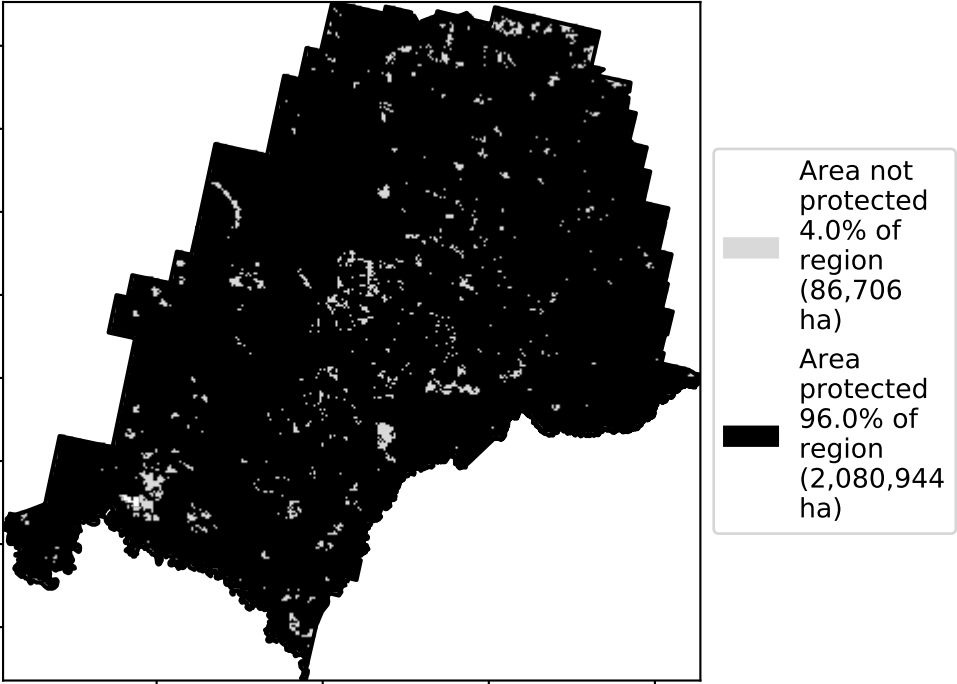 Area not
protected
4.0% of
region
(86,706
ha)
Area
protected
96.0% of
region
(2,080,944
ha)